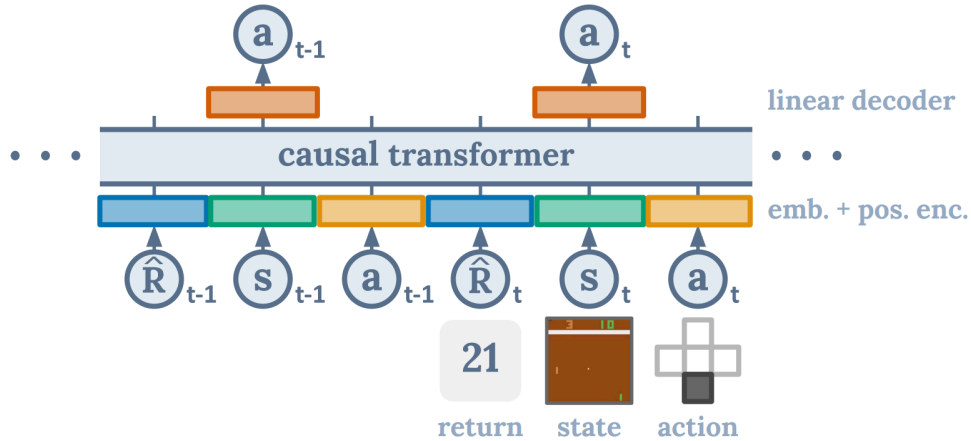 a t-1 a t
linear decoder
. . . causal transformer . . .
emb. + pos. enc.
R̂ t-1 s t-1 a t-1 R̂ t s t a t
21 3 10
return state action